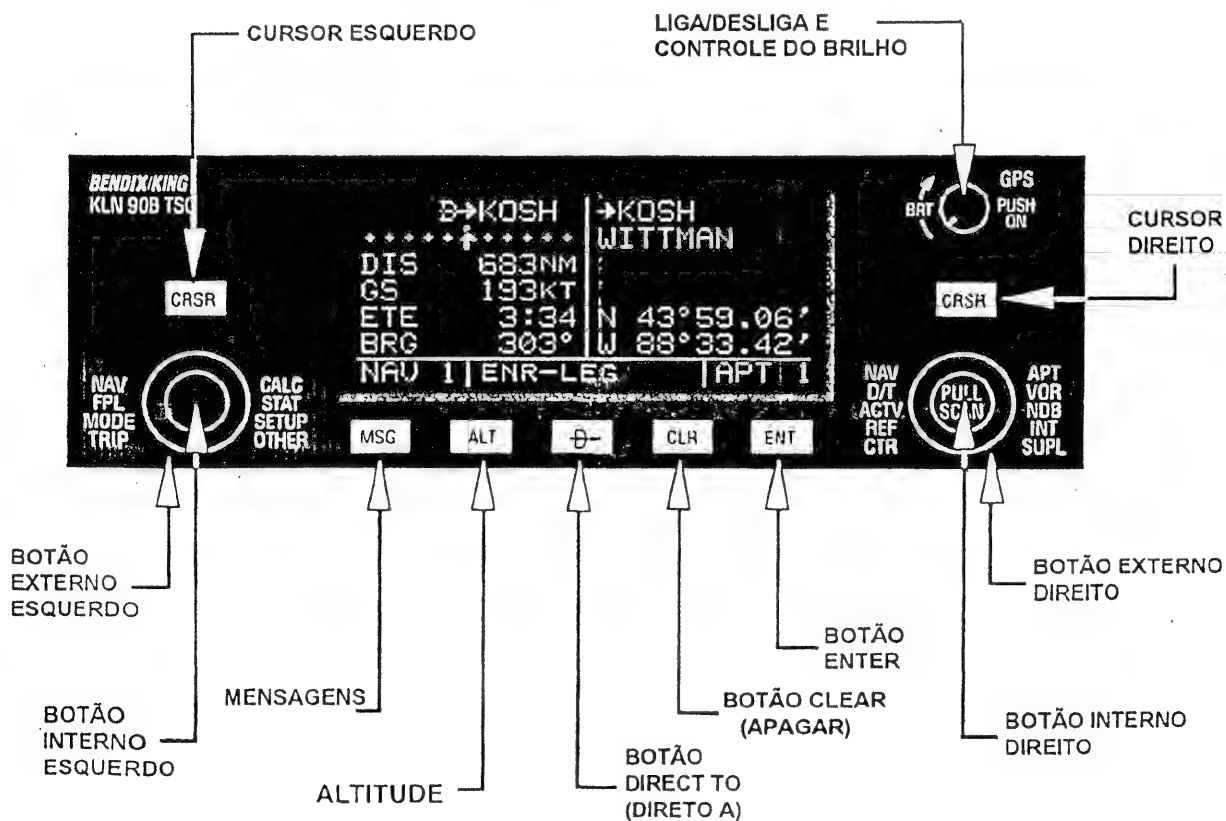 CURSOR ESQUERDO
LIGA/DESLIGA E
CONTROLE DO BRILHO
BENDIX/KING
KLN 90B TSO
CRSR
D→KOSH
DIS 683NM
GS 193KT
ETE 3:34
BRG 303°
NAV 1
ENR-LEG
→KOSH
WITTMAN
N 43°59.06'
W 88°33.42'
APT 1
BRT
GPS
PUSH
ON
CURSOR
DIREITO
CRSR
NAV
FPL
MODE
TRIP
CALC
STAT
SETUP
OTHER
MSG
ALT
D
CLR
ENT
NAV
D/T
ACTV
REF
CTR
PULL
SCAN
APT
VOR
NDB
INT
SUPL
BOTÃO
EXTERNO
ESQUERDO
BOTÃO
INTERNO
ESQUERDO
MENSAGENS
ALTITUDE
BOTÃO
DIRECT TO
(DIRETO A)
BOTÃO CLEAR
(APAGAR)
BOTÃO
ENTER
BOTÃO EXTERNO
DIREITO
BOTÃO INTERNO
DIREITO